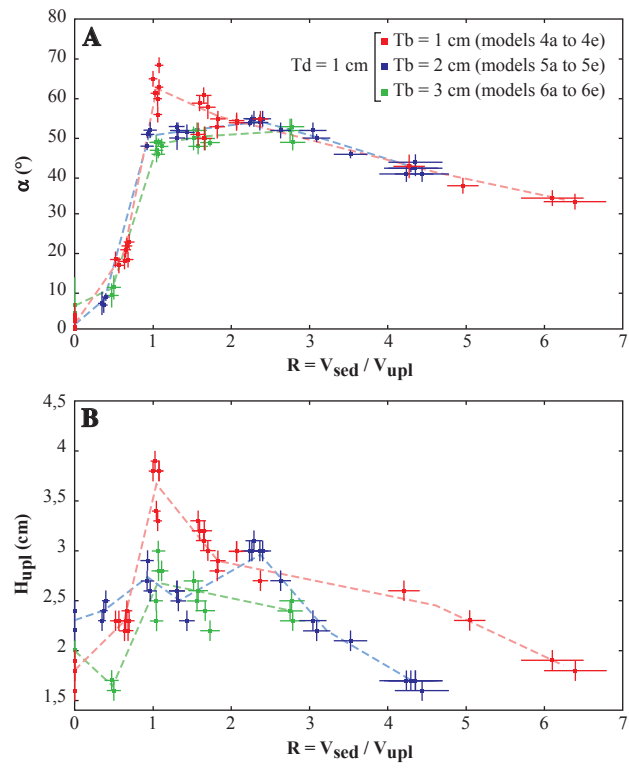 A
Td = 1 cm
Tb = 1 cm (models 4a to 4e)
Tb = 2 cm (models 5a to 5e)
Tb = 3 cm (models 6a to 6e)
α (°)
80
70
60
50
40
30
20
10
0
0 1 2 3 4 5 6 7
R = Vsed / Vupl
B
Hupl (cm)
4,5
4
3,5
3
2,5
2
1,5
0 1 2 3 4 5 6 7
R = Vsed / Vupl